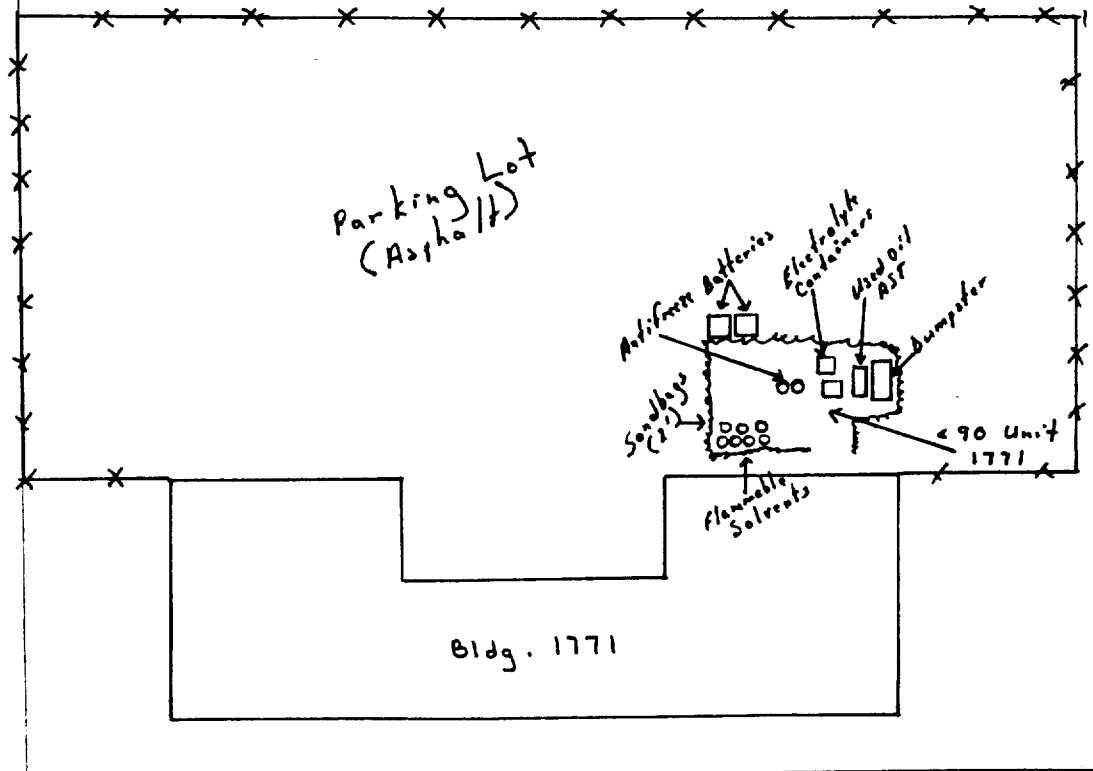 Parking Lot
(Asphalt)
Antifreeze
Batteries
Electrolyte
Containers
Used Oil
AST
Dumpster
Sandbags
(2')
<90 Unit
1771
Flammable
Solvents
Bldg. 1771